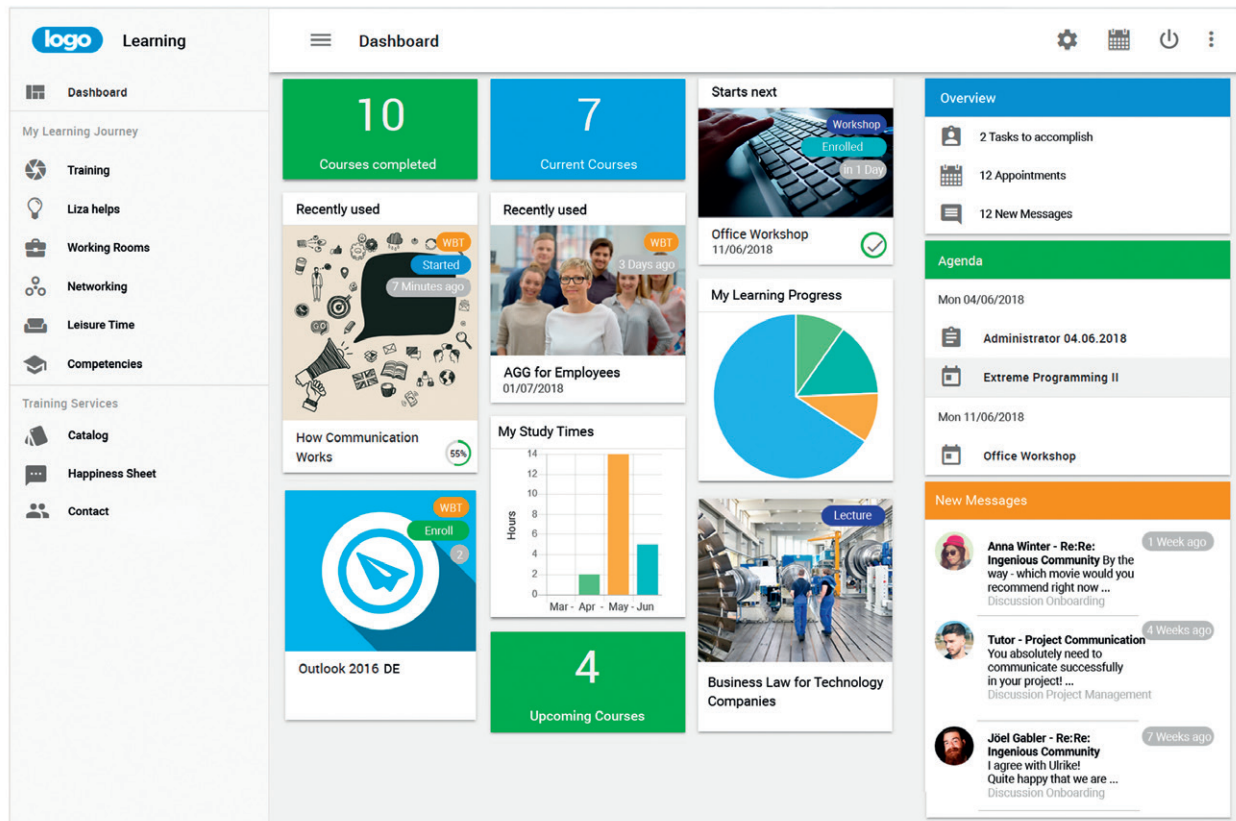 logo Learning
Dashboard
My Learning Journey
Training
Liza helps
Working Rooms
Networking
Leisure Time
Competencies
Training Services
Catalog
Happiness Sheet
Contact
Dashboard
10
Courses completed
7
Current Courses
Starts next
Workshop
Enrolled
in 1 Day
Office Workshop
11/06/2018
Recently used
WBT
Started
7 Minutes ago
GO
How Communication
Works
55%
Recently used
WBT
3 Days ago
AGG for Employees
01/07/2018
My Learning Progress
My Study Times
14
12
10
8
6
4
2
0
Hours
Mar - Apr - May - Jun
WBT
Enroll
2
Outlook 2016 DE
4
Upcoming Courses
Lecture
Business Law for Technology
Companies
Overview
2 Tasks to accomplish
12 Appointments
12 New Messages
Agenda
Mon 04/06/2018
Administrator 04.06.2018
Extreme Programming II
Mon 11/06/2018
Office Workshop
New Messages
1 Week ago
Anna Winter - Re:Re:
Ingenious Community By the
way - which movie would you
recommend right now ...
Discussion Onboarding
4 Weeks ago
Tutor - Project Communication
You absolutely need to
communicate successfully
in your project! ...
Discussion Project Management
7 Weeks ago
Jöel Gabler - Re:Re:
Ingenious Community
I agree with Ulrike!
Quite happy that we are ...
Discussion Onboarding